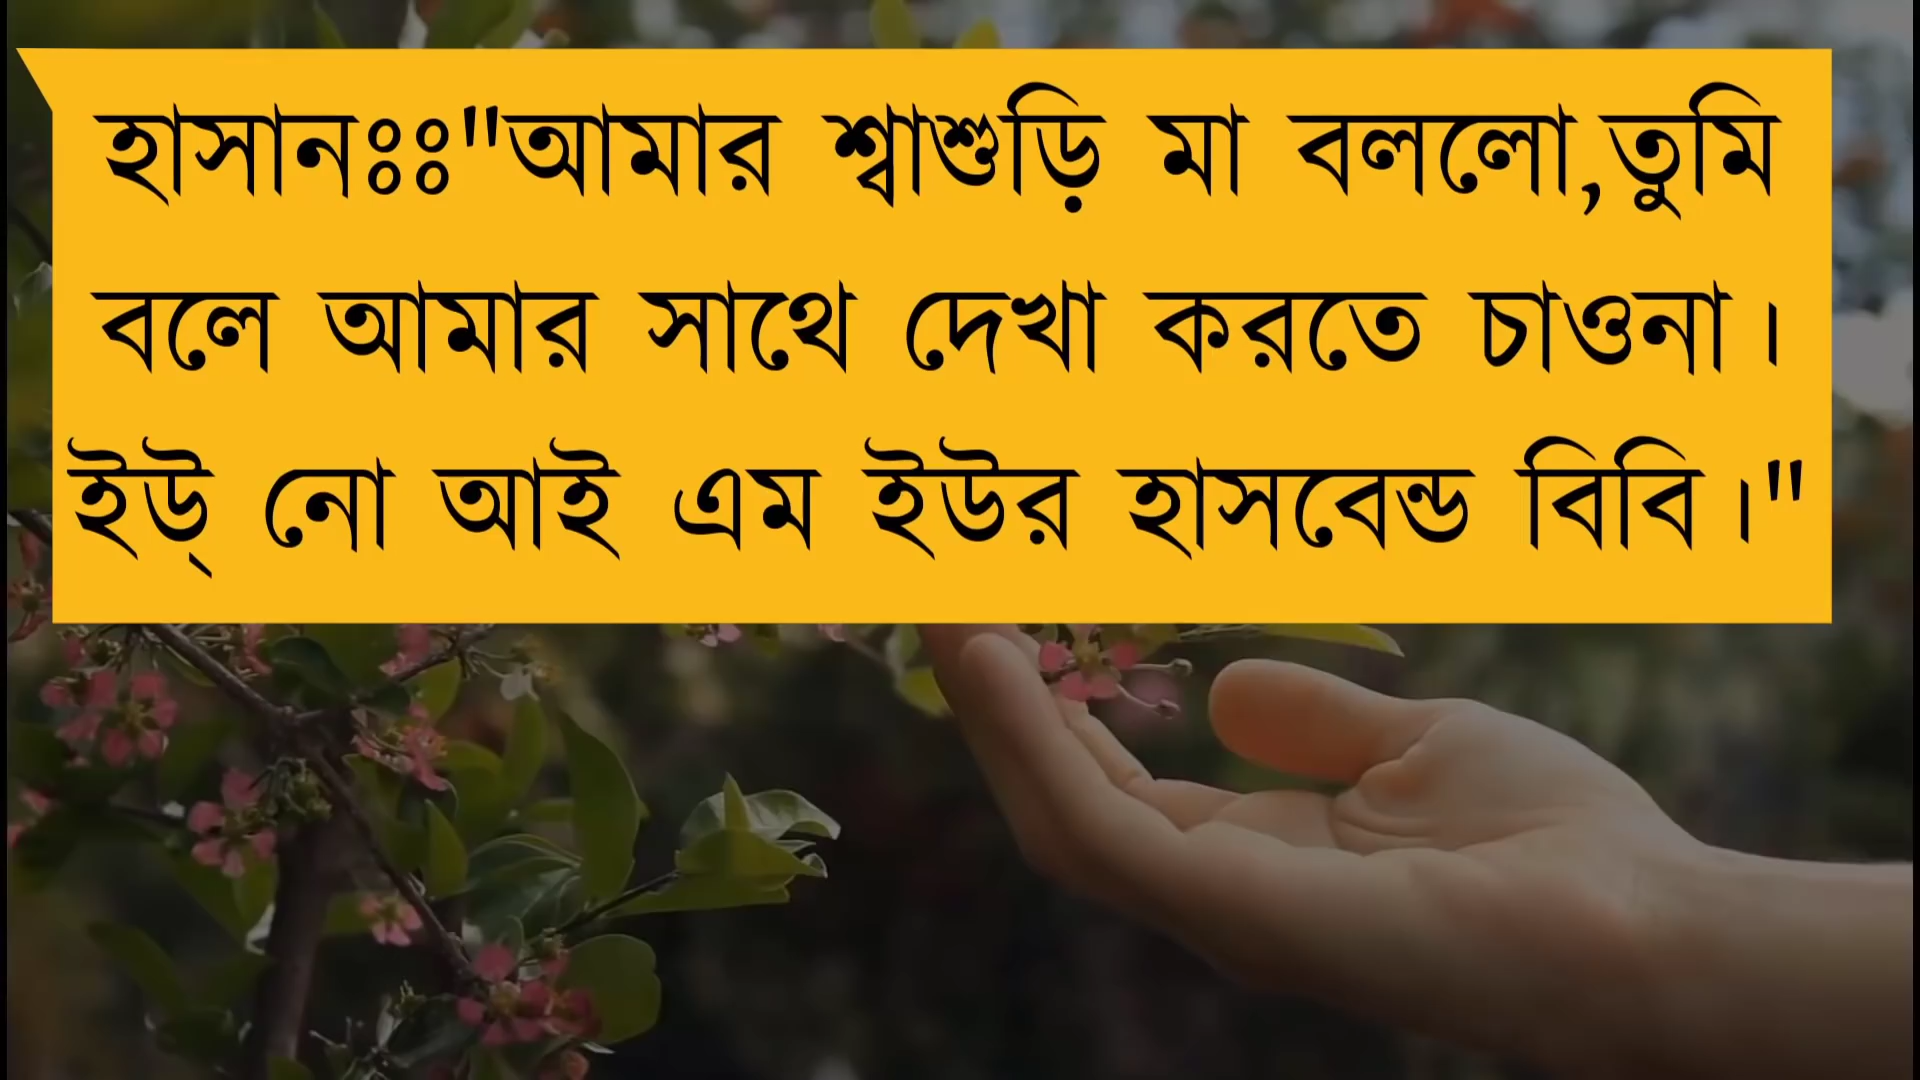 হাসানঃঃ"আমার শ্বাশুড়ি মা বললো,তুমি
বলে আমার সাথে দেখা করতে চাওনা।
ইউ্ নো আই এম ইউর হাসবেন্ড বিবি।"